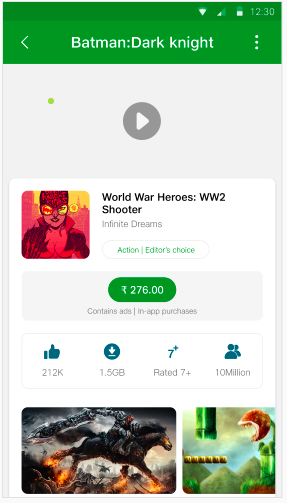 12:30
Batman:Dark knight
World War Heroes: WW2
Shooter
Infinite Dreams
Action | Editor's choice
₹ 276.00
Contains ads | In-app purchases
7+
212K
1.5GB
Rated 7+
10Million